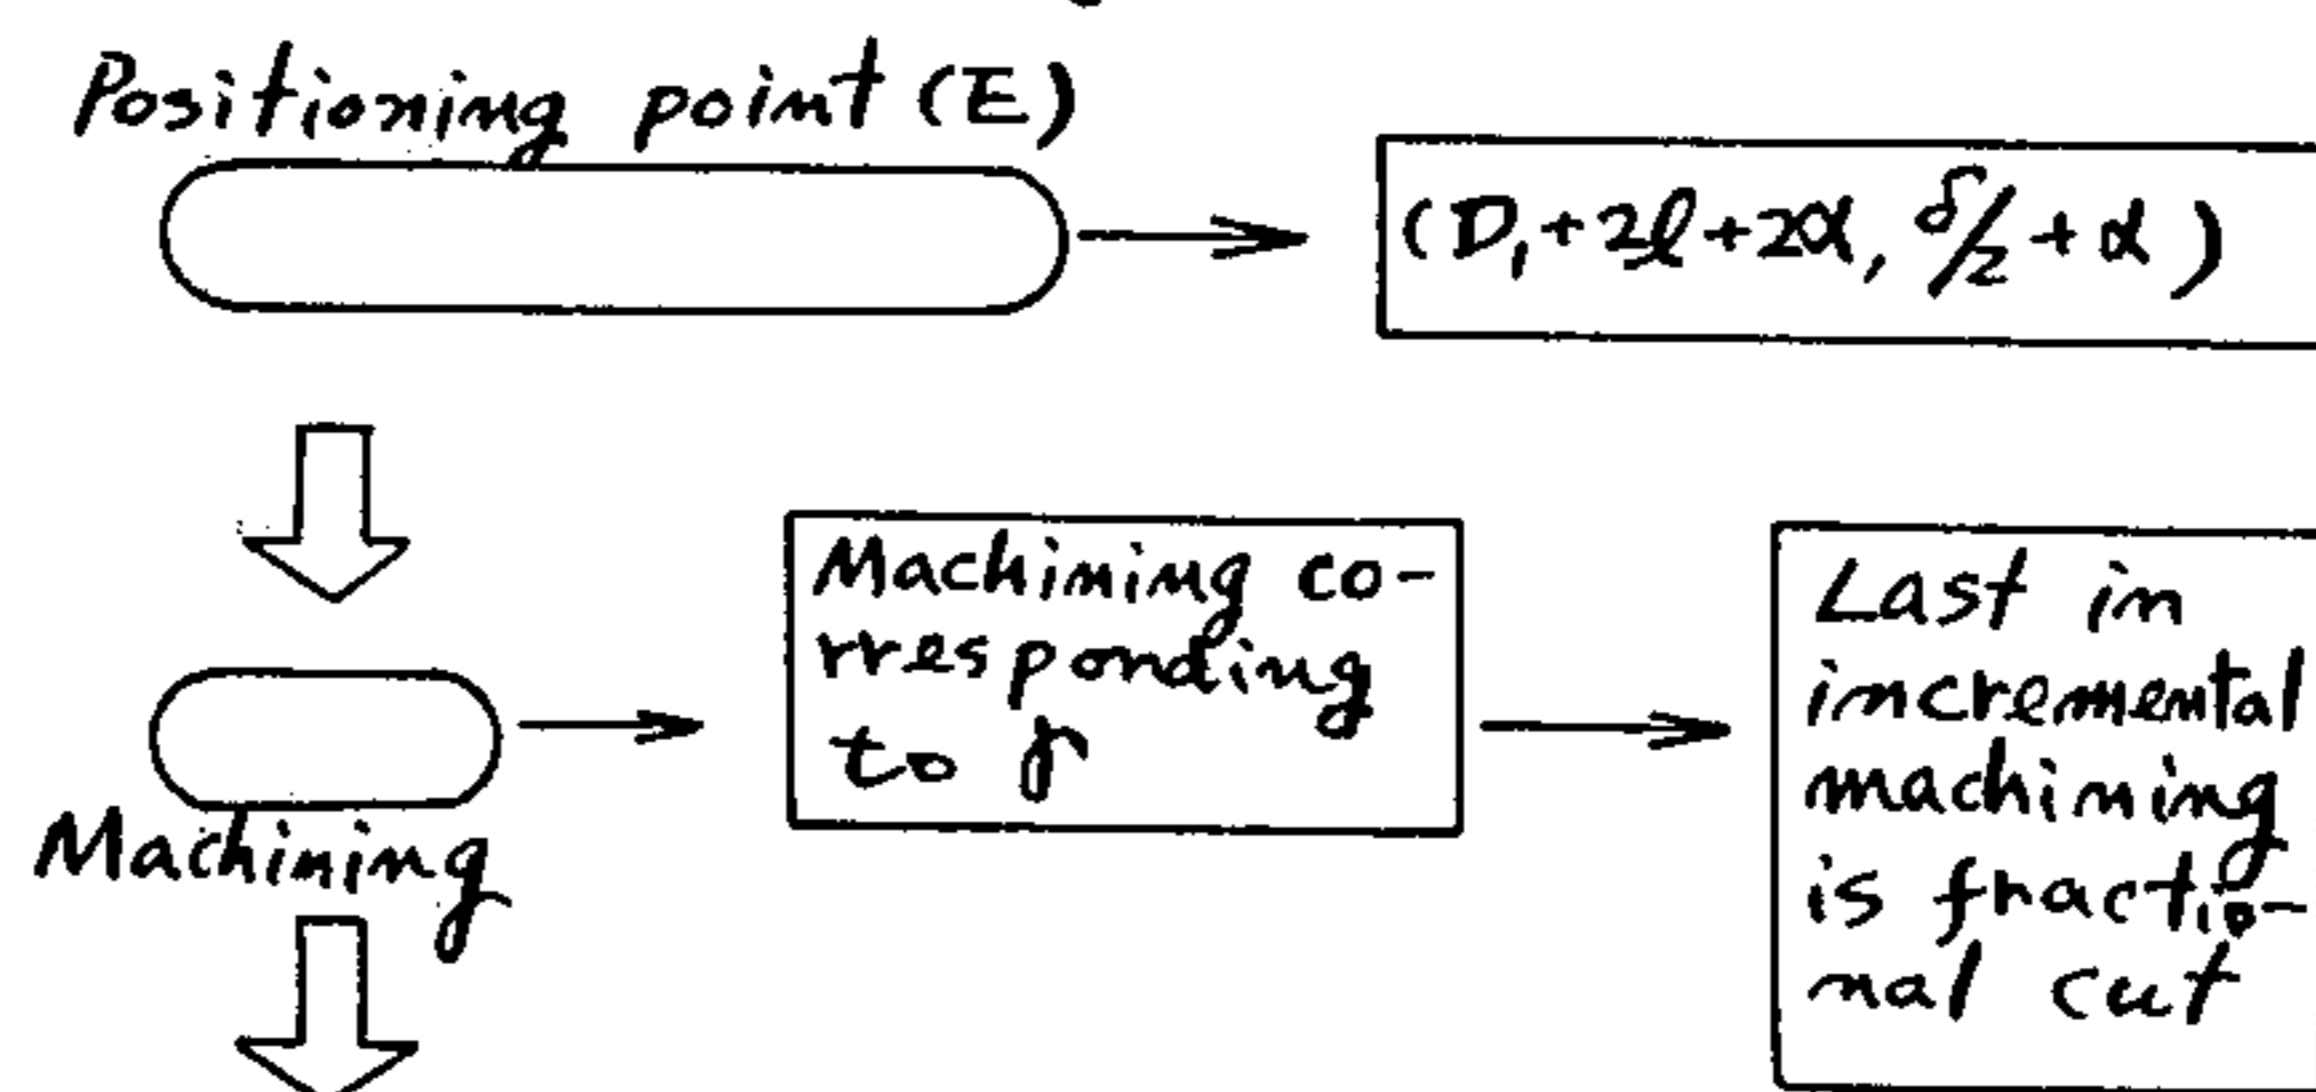 Positioning point (E)
(D₁+2l+2α, δ/2+α)
Machining co-
rresponding
to γ
Last in
incremental
machining
is fractio-
nal cut
Machining